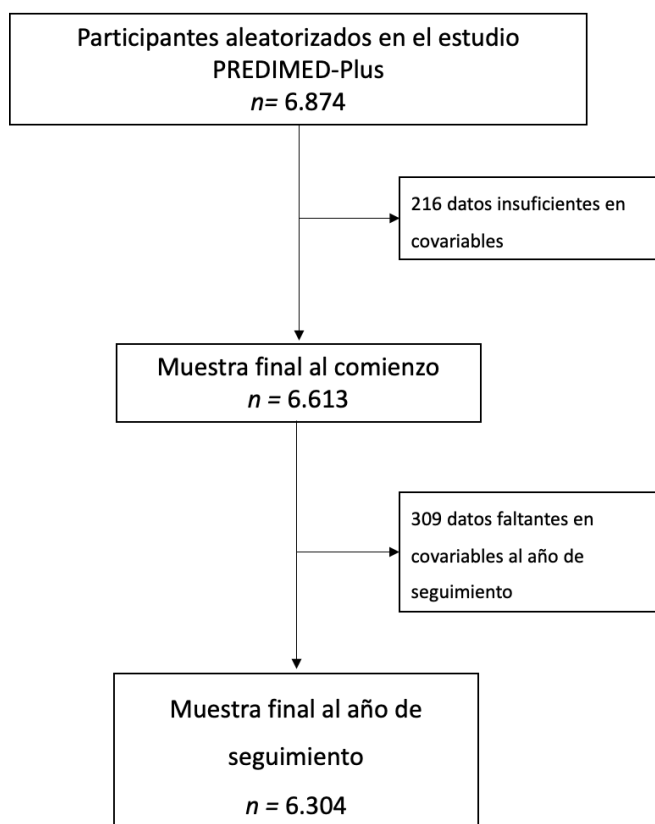 Participantes aleatorizados en el estudio
PREDIMED-Plus
n= 6.874
216 datos insuficientes en
covariables
Muestra final al comienzo
n = 6.613
309 datos faltantes en
covariables al año de
seguimiento
Muestra final al año de
seguimiento
n = 6.304